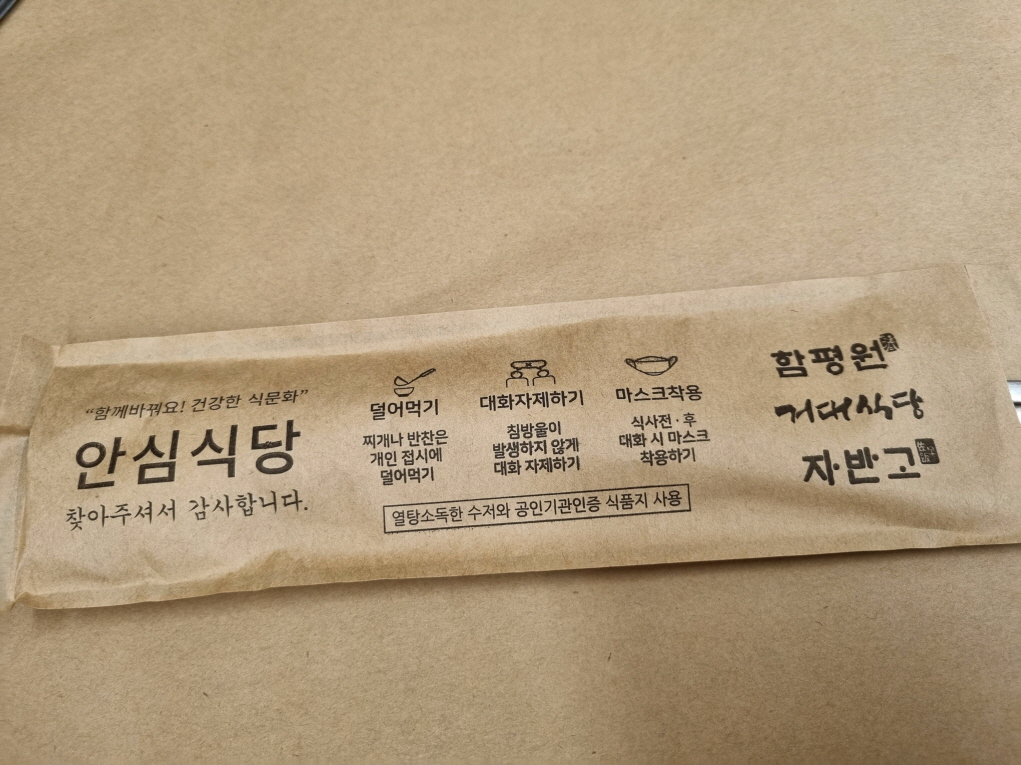 “함께바꿔요! 건강한 식문화”
안심식당
찾아주셔서 감사합니다.
덜어먹기
찌개나 반찬은
개인 접시에
덜어먹기
대화자제하기
침방울이
발생하지 않게
대화 자제하기
마스크착용
식사전 · 후
대화 시 마스크
착용하기
열탕소독한 수저와 공인기관인증 식품지 사용
함평원
거대식당
자반고